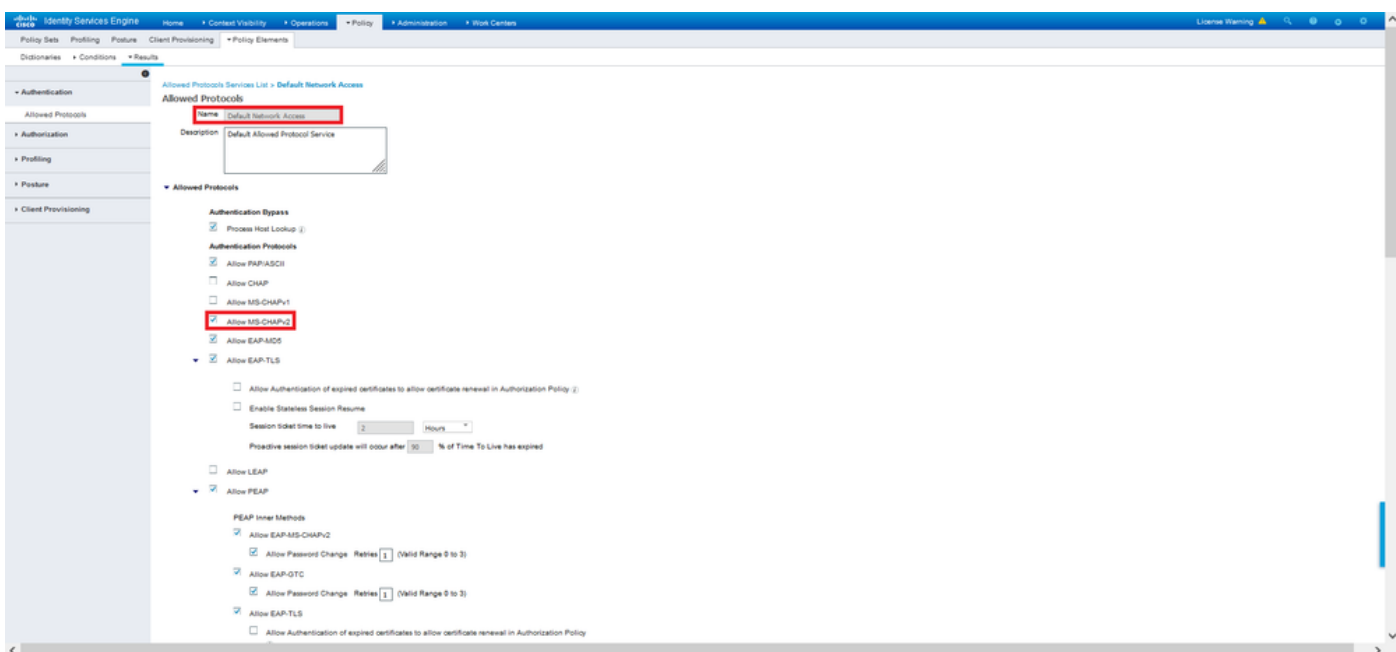 cisco Identity Services Engine Home Context Visibility Operations Policy Administration Work Centers License Warning
Policy Sets Profiling Posture Client Provisioning Policy Elements
Dictionaries Conditions Results
Allowed Protocols Services List > Default Network Access
Authentication
Allowed Protocols
Allowed Protocols
Name Default Network Access
Authorization
Description Default Allowed Protocol Service
Profiling
Posture
Allowed Protocols
Client Provisioning
Authentication Bypass
Process Host Lookup
Authentication Protocols
Allow PAP/ASCII
Allow CHAP
Allow MS-CHAPv1
Allow MS-CHAPv2
Allow EAP-MD5
Allow EAP-TLS
Allow Authentication of expired certificates to allow certificate renewal in Authorization Policy
Enable Stateless Session Resume
Session ticket time to live 2 Hours
Proactive session ticket update will occur after 90 % of Time To Live has expired
Allow LEAP
Allow PEAP
PEAP Inner Methods
Allow EAP-MS-CHAPv2
Allow Password Change Retries 1 (Valid Range 0 to 3)
Allow EAP-GTC
Allow Password Change Retries 1 (Valid Range 0 to 3)
Allow EAP-TLS
Allow Authentication of expired certificates to allow certificate renewal in Authorization Policy